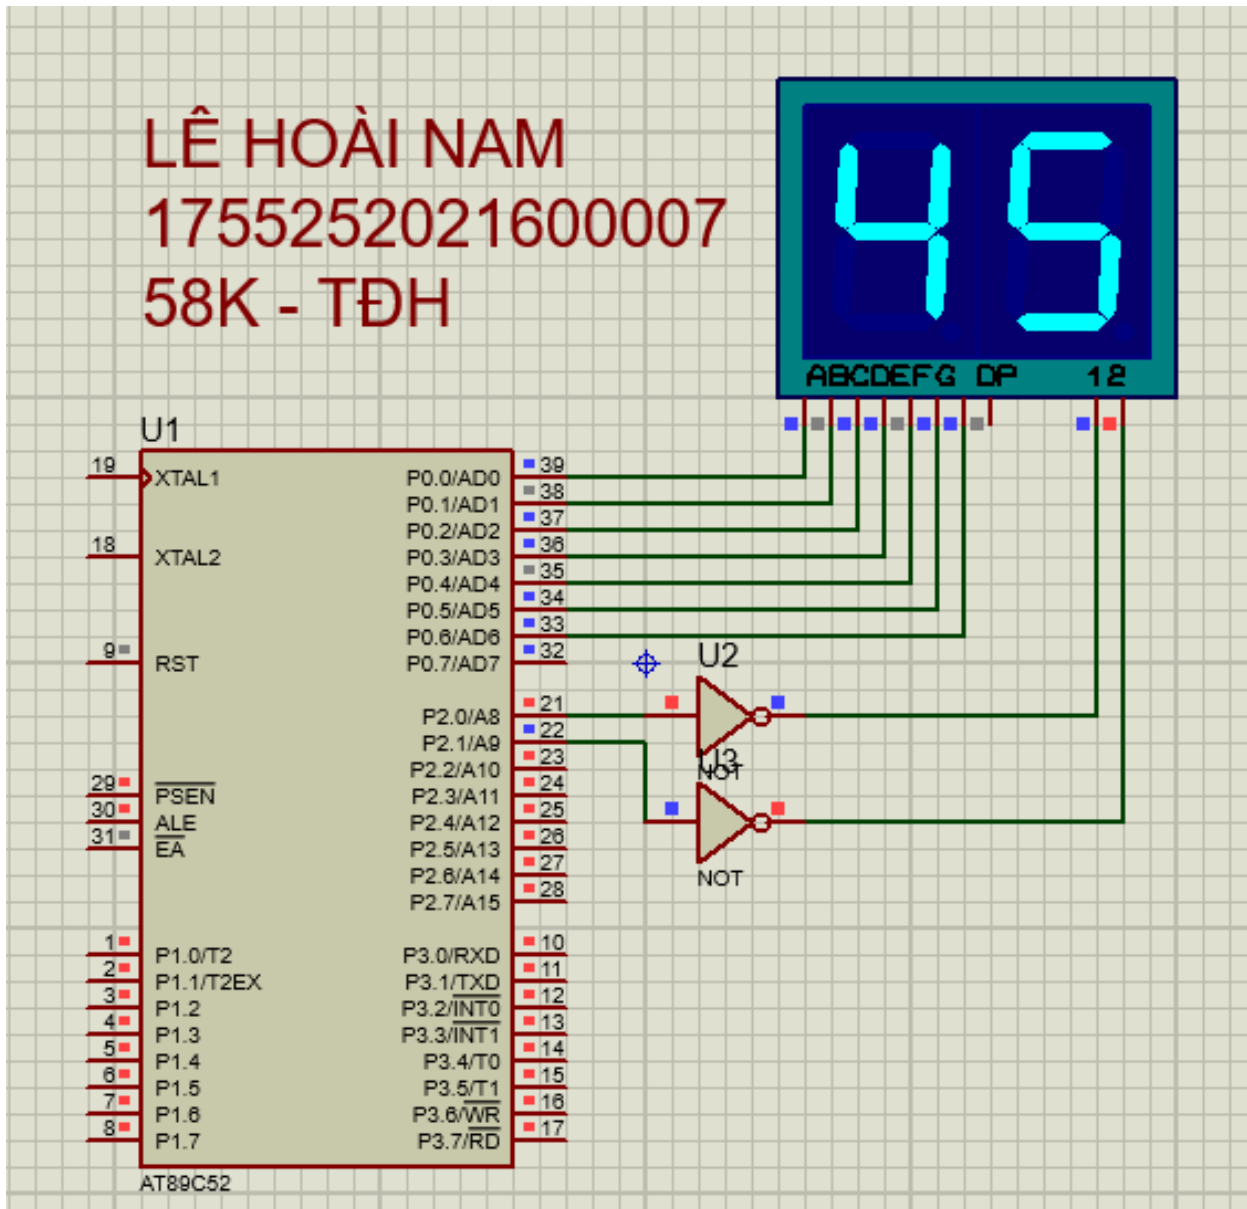 LÊ HOÀI NAM
1755252021600007
58K - TĐH
45
ABCDEFG DP 12
U1
19 XTAL1
18 XTAL2
9 RST
29 PSEN
30 ALE
31 EA
1 P1.0/T2
2 P1.1/T2EX
3 P1.2
4 P1.3
5 P1.4
6 P1.5
7 P1.6
8 P1.7
P0.0/AD0 39
P0.1/AD1 38
P0.2/AD2 37
P0.3/AD3 36
P0.4/AD4 35
P0.5/AD5 34
P0.6/AD6 33
P0.7/AD7 32
P2.0/A8 21
P2.1/A9 22
P2.2/A10 23
P2.3/A11 24
P2.4/A12 25
P2.5/A13 26
P2.6/A14 27
P2.7/A15 28
P3.0/RXD 10
P3.1/TXD 11
P3.2/INT0 12
P3.3/INT1 13
P3.4/T0 14
P3.5/T1 15
P3.6/WR 16
P3.7/RD 17
AT89C52
U2
NOT
U3
NOT